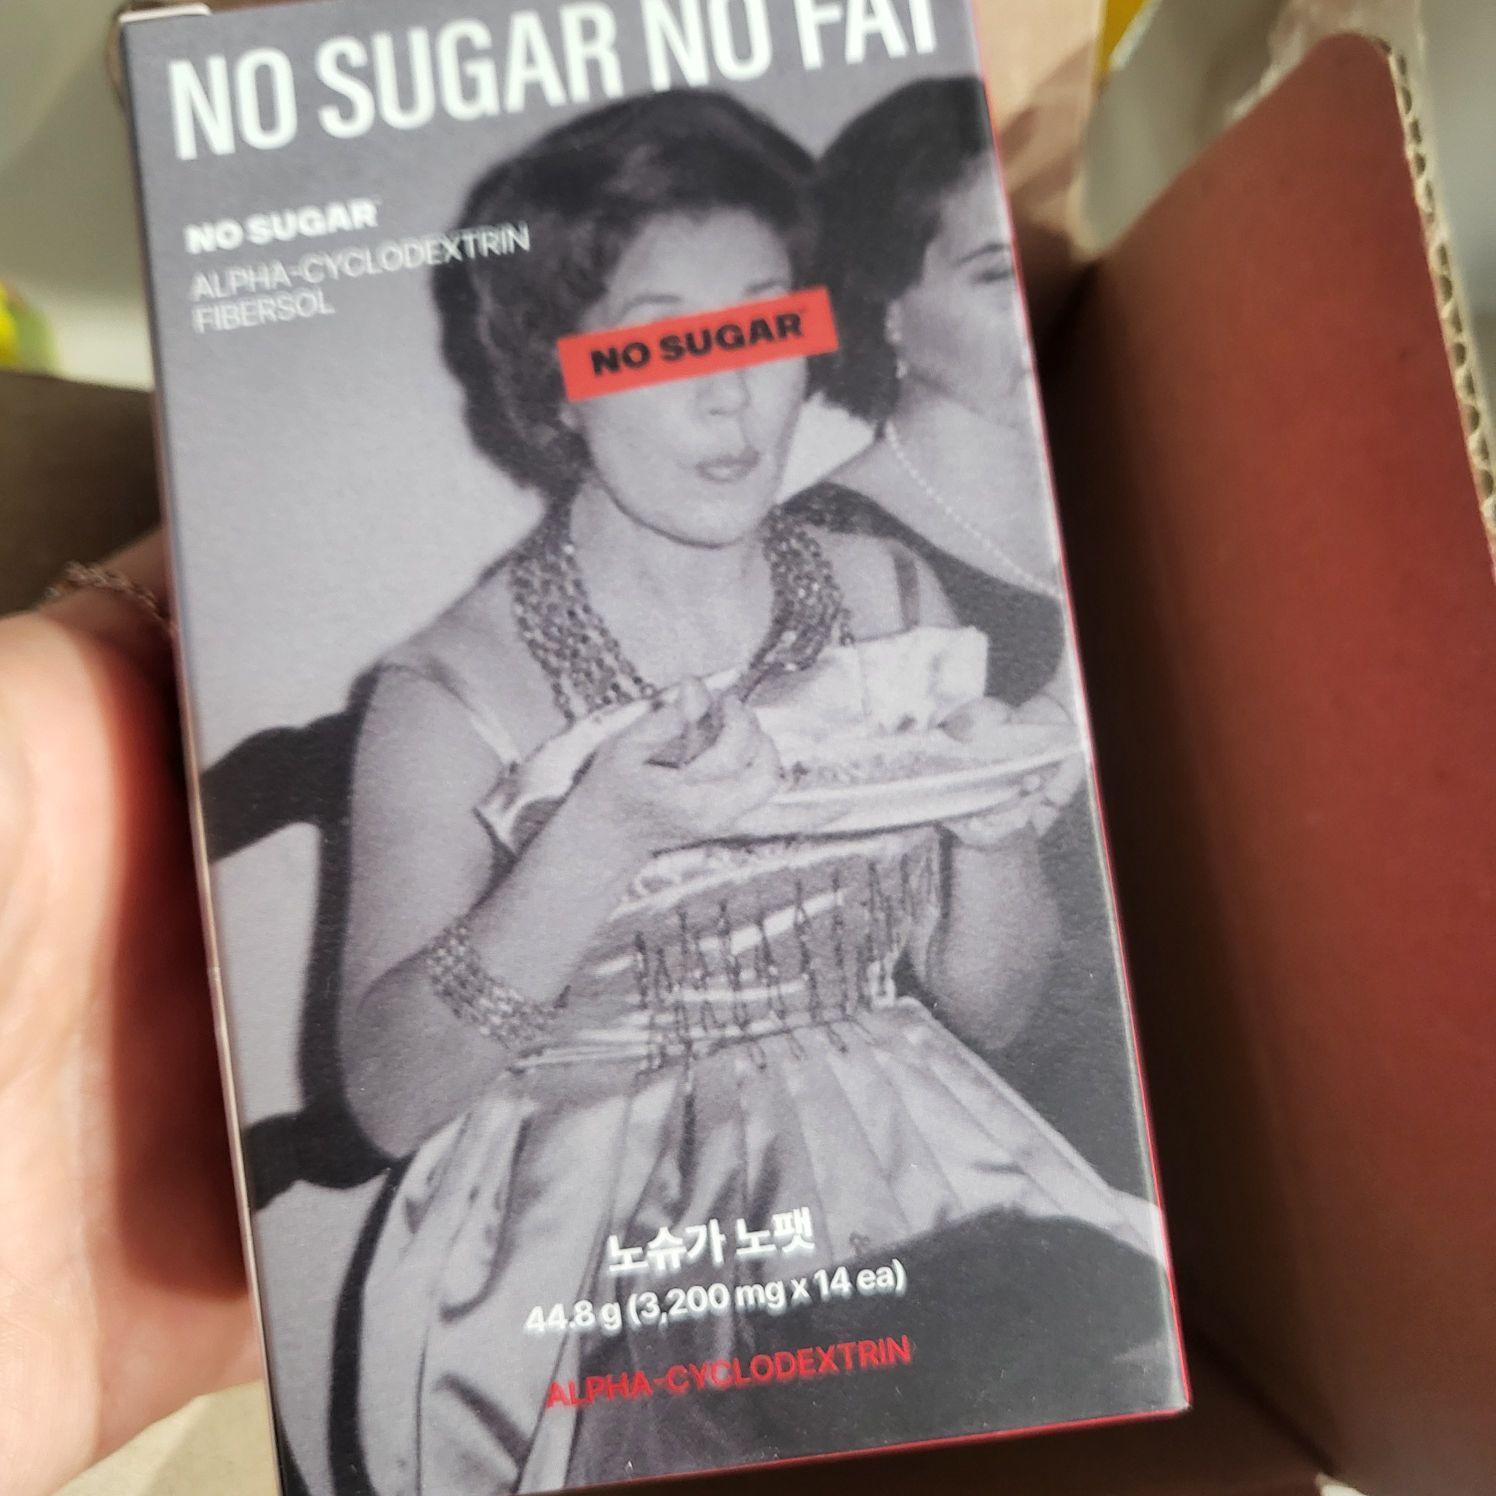 NO SUGAR NO FAT
NO SUGAR
ALPHA-CYCLODEXTRIN
FIBERSOL
NO SUGAR
노슈가 노팻
44.8 g (3,200 mg x 14 ea)
ALPHA-CYCLODEXTRIN